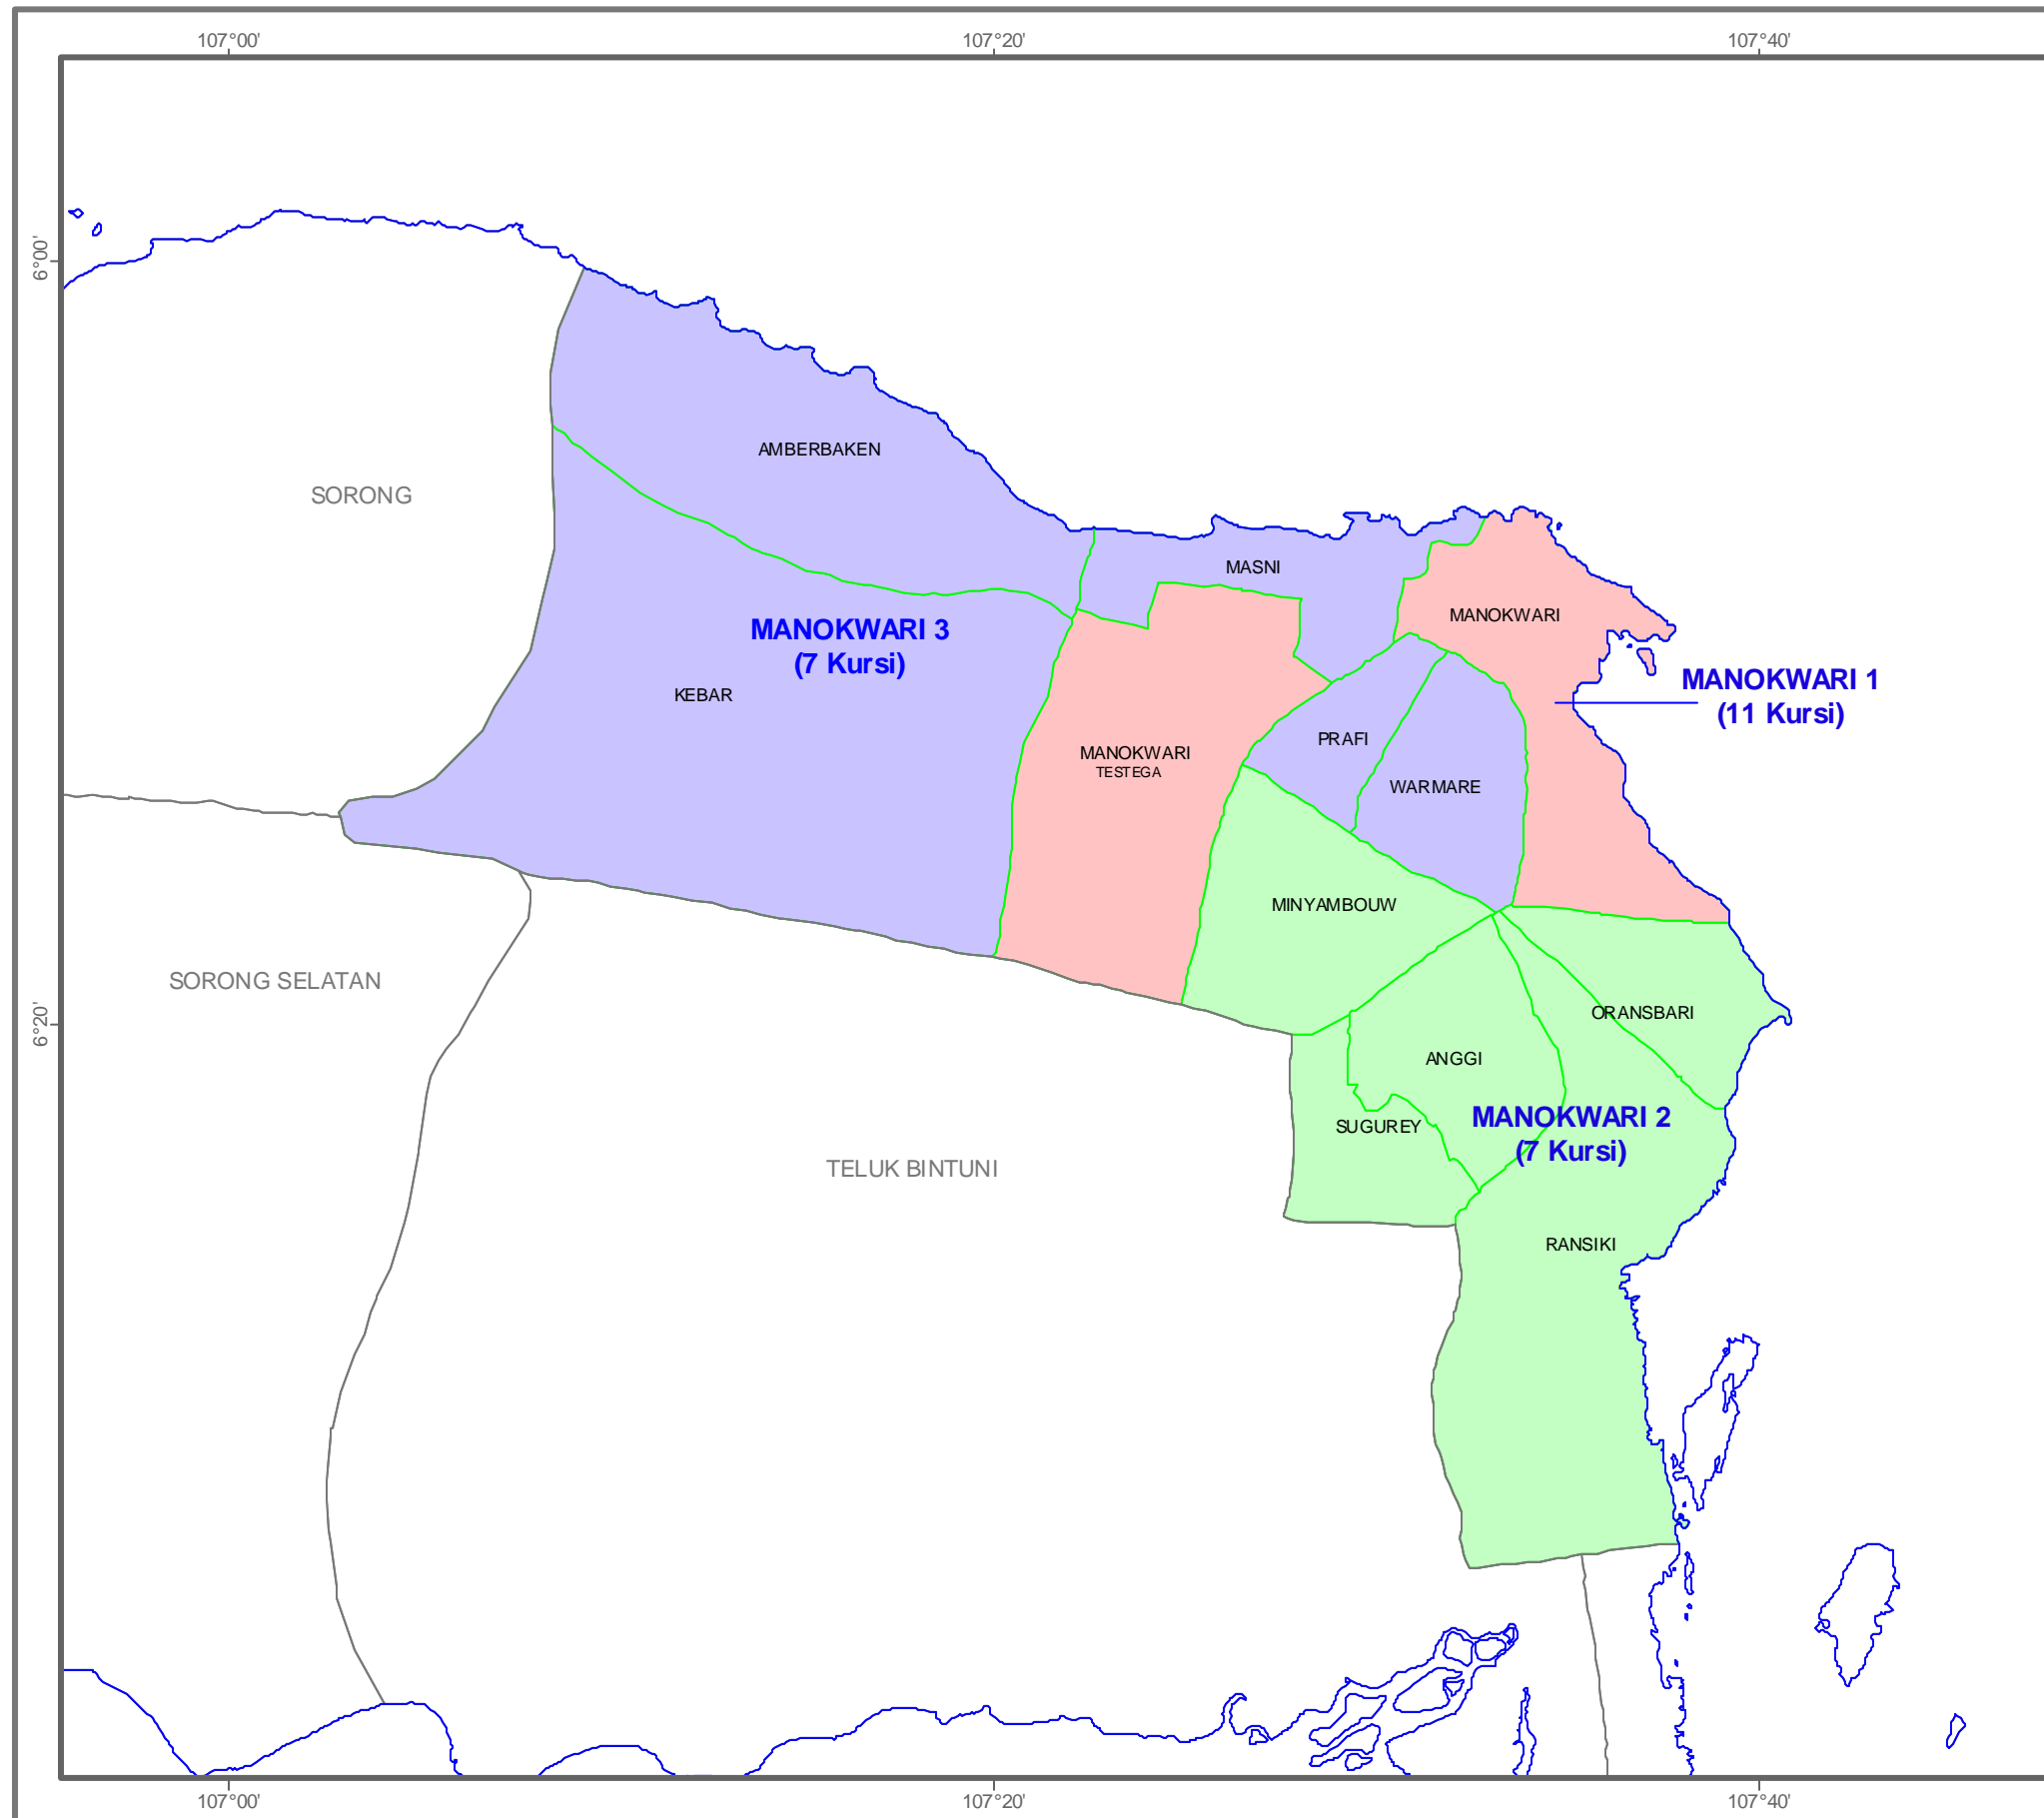 107°00'
107°20'
107°40'
6°00'
AMBERBAKEN
SORONG
MASNI
MANOKWARI
MANOKWARI 3
(7 Kursi)
MANOKWARI 1
(11 Kursi)
KEBAR
PRAFI
MANOKWARI
TESTEGA
WARMARE
MINYAMBOUW
SORONG SELATAN
ORANSBARI
6°20'
ANGGI
MANOKWARI 2
(7 Kursi)
SUGUREY
TELUK BINTUNI
RANSIKI
107°00'
107°20'
107°40'